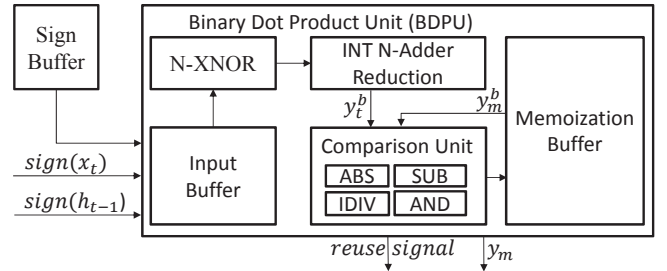 Binary Dot Product Unit (BDPU)
Sign
Buffer
N-XNOR
INT N-Adder
Reduction
y_t^b
y_m^b
Memoization
Buffer
Input
Buffer
Comparison Unit
ABS
SUB
IDIV
AND
sign(x_t)
sign(h_{t-1})
reuse signal
y_m